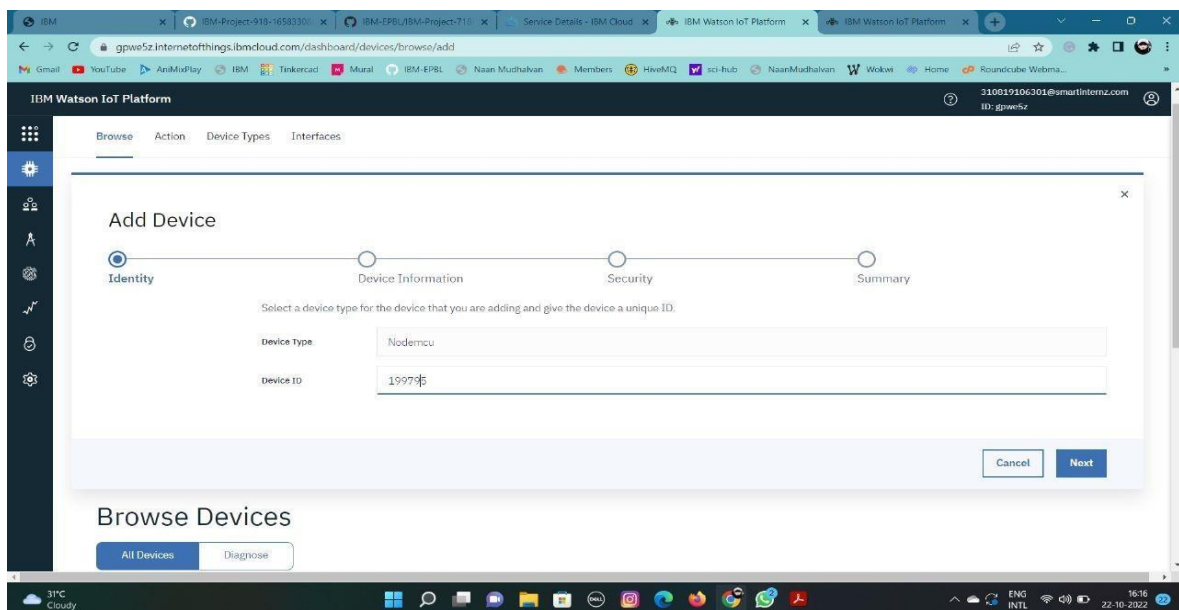 IBM
IBM-Project-918-16583308
IBM-EPBL/IBM-Project-718
Service Details - IBM Cloud
IBM Watson IoT Platform
IBM Watson IoT Platform
gpwe5z.internetofthings.ibmcloud.com/dashboard/devices/browse/add
Gmail YouTube AniMixPlay IBM Tinkercad Mural IBM-EPBL Naan Mudhalvan Members HiveMQ sci-hub NaanMudhalvan Wokwi Home Roundcube Webma...
IBM Watson IoT Platform
310819106301@smartinternz.com
ID: gpwe5z
Browse Action Device Types Interfaces
Add Device
Identity Device Information Security Summary
Select a device type for the device that you are adding and give the device a unique ID.
Device Type Nodemcu
Device ID 199795
Cancel Next
Browse Devices
All Devices Diagnose
31°C
Cloudy
DELL
ENG
INTL
16:16
22-10-2022
22